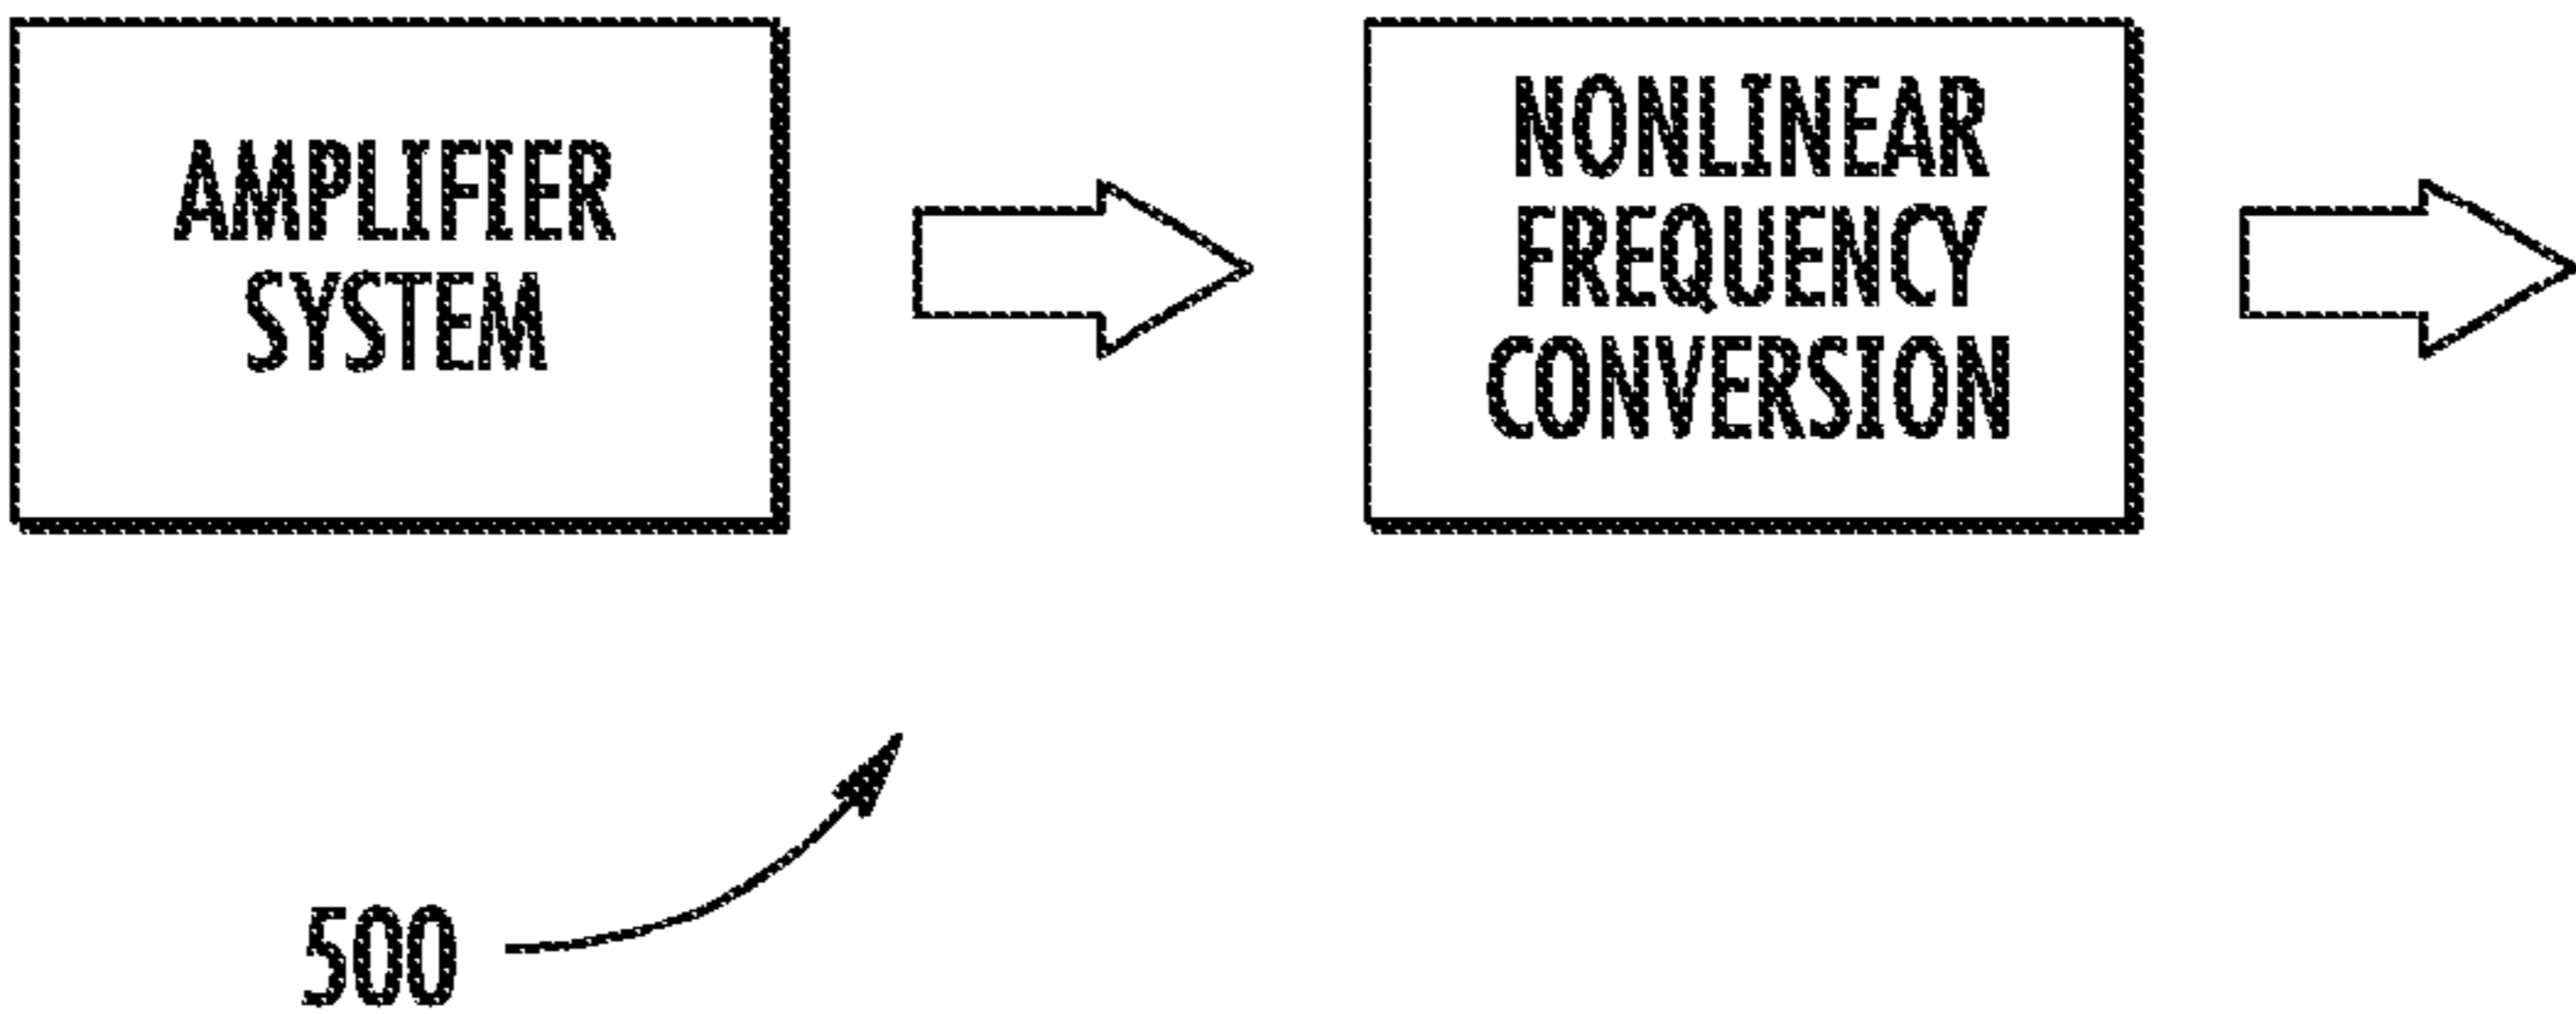 AMPLIFIER
SYSTEM
NONLINEAR
FREQUENCY
CONVERSION
500